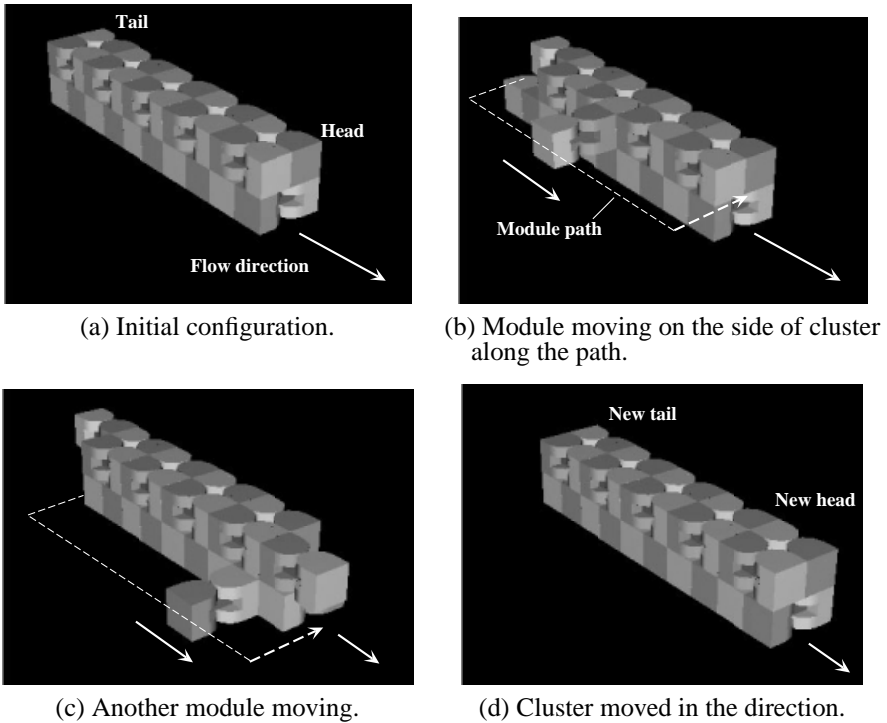 Tail
Head
Flow direction
(a) Initial configuration.
Module path
(b) Module moving on the side of cluster
along the path.
(c) Another module moving.
New tail
New head
(d) Cluster moved in the direction.